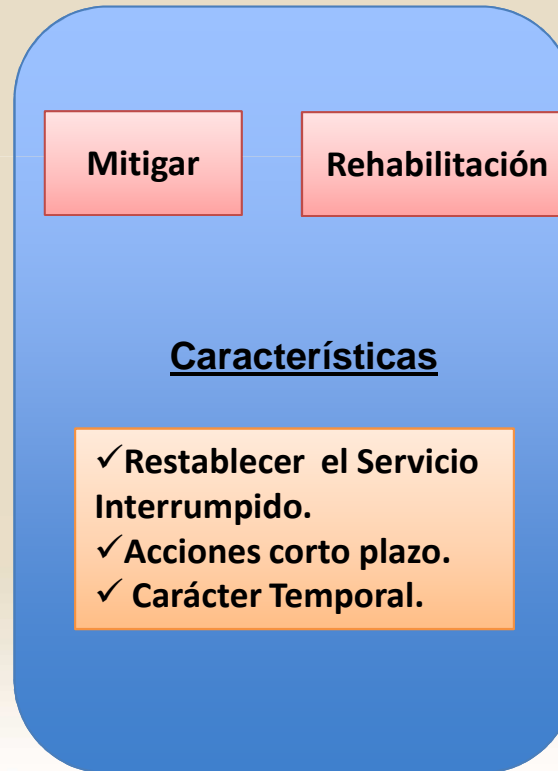 Mitigar
Rehabilitación
Características
✓Restablecer el Servicio
Interrumpido.
✓Acciones corto plazo.
✓ Carácter Temporal.